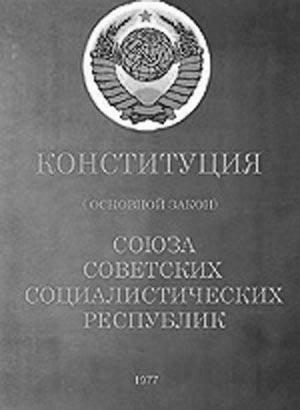 КОНСТИТУЦИЯ
(ОСНОВНОЙ ЗАКОН)
СОЮЗА
СОВЕТСКИХ
СОЦИАЛИСТИЧЕСКИХ
РЕСПУБЛИК
1977